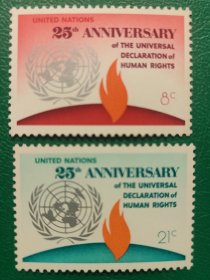 UNITED NATIONS
25th ANNIVERSARY
of THE UNIVERSAL
DECLARATION of
HUMAN RIGHTS
8c
UNITED NATIONS
25th ANNIVERSARY
of THE UNIVERSAL
DECLARATION of
HUMAN RIGHTS
21c